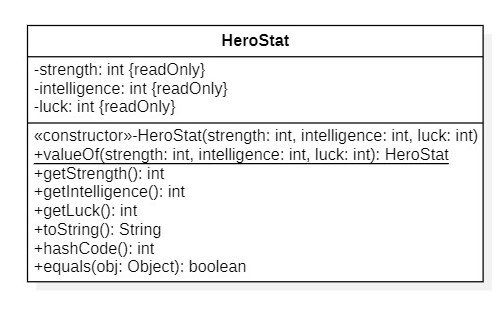 HeroStat
-strength: int {readOnly}
-intelligence: int {readOnly}
-luck: int {readOnly}
«constructor»-HeroStat(strength: int, intelligence: int, luck: int)
+valueOf(strength: int, intelligence: int, luck: int): HeroStat
+getStrength(): int
+getIntelligence(): int
+getLuck(): int
+toString(): String
+hashCode(): int
+equals(obj: Object): boolean